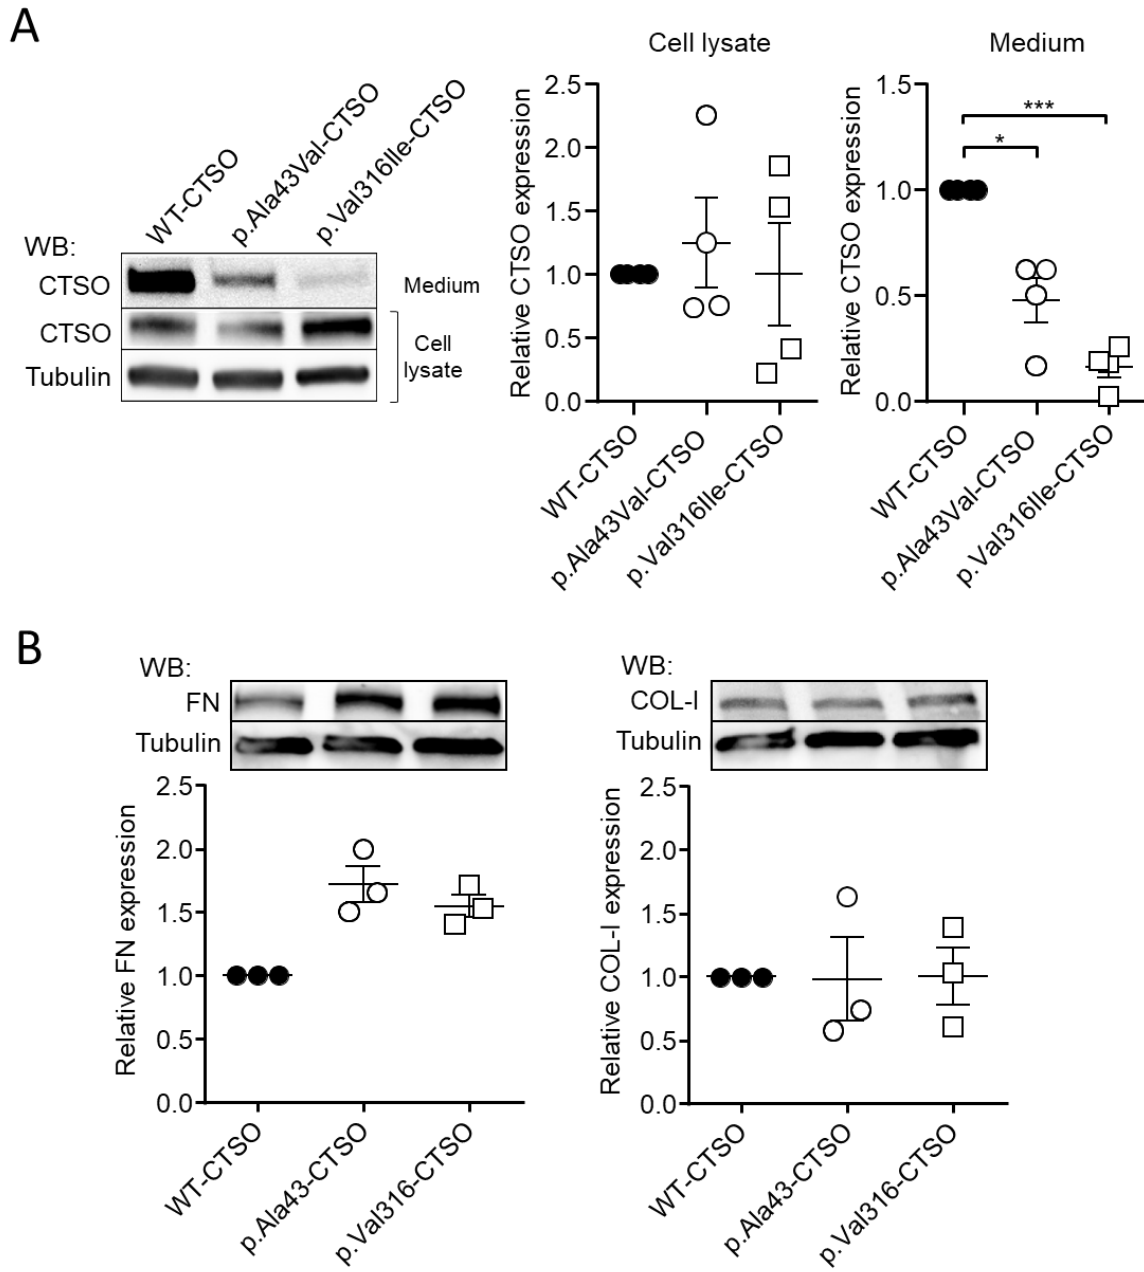 A
WT-CTSO
p.Ala43Val-CTSO
p.Val316Ile-CTSO
WB:
CTSO
Medium
CTSO
Cell
lysate
Tubulin
Cell lysate
Relative CTSO expression
2.5
2.0
1.5
1.0
0.5
0.0
WT-CTSO
p.Ala43Val-CTSO
p.Val316Ile-CTSO
Medium
Relative CTSO expression
1.5
1.0
0.5
0.0
***
*
WT-CTSO
p.Ala43Val-CTSO
p.Val316Ile-CTSO
B
WB:
FN
Tubulin
Relative FN expression
2.5
2.0
1.5
1.0
0.5
0.0
WT-CTSO
p.Ala43-CTSO
p.Val316-CTSO
WB:
COL-I
Tubulin
Relative COL-I expression
2.5
2.0
1.5
1.0
0.5
0.0
WT-CTSO
p.Ala43-CTSO
p.Val316-CTSO